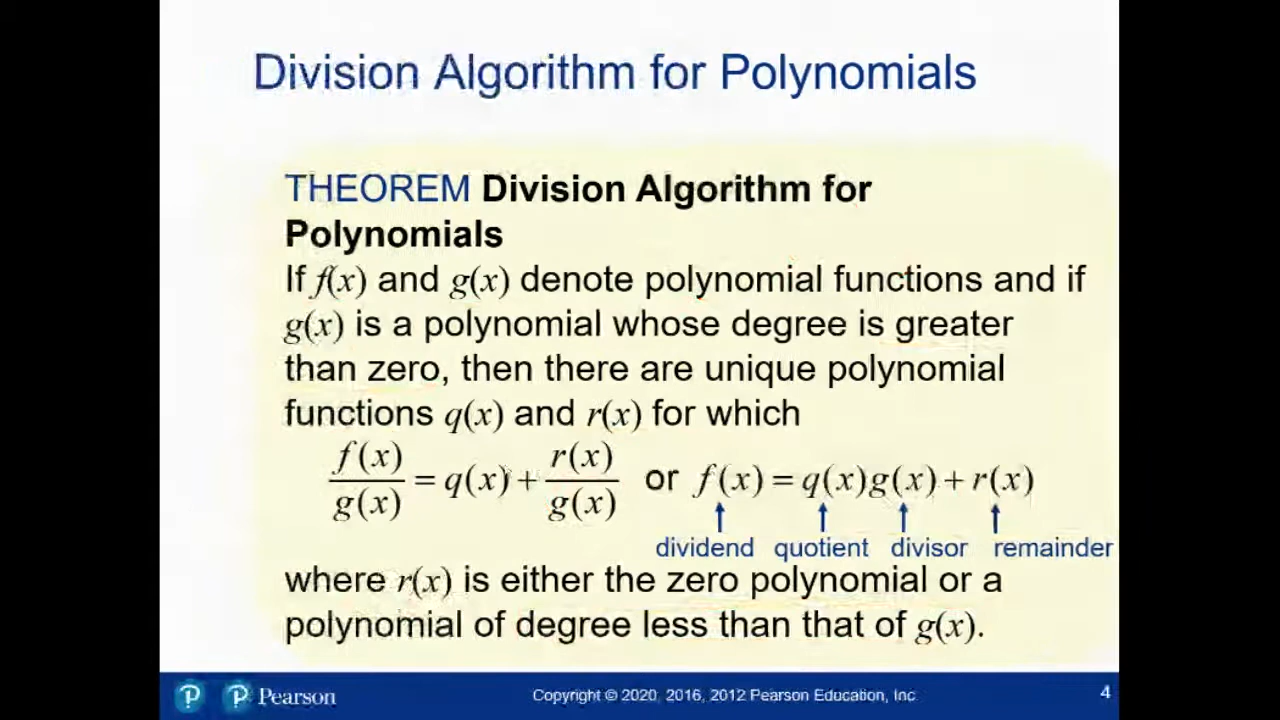 Division Algorithm for Polynomials
THEOREM Division Algorithm for
Polynomials
If f(x) and g(x) denote polynomial functions and if
g(x) is a polynomial whose degree is greater
than zero, then there are unique polynomial
functions q(x) and r(x) for which
f(x)/g(x) = q(x) + r(x)/g(x) or f(x) = q(x)g(x) + r(x)
dividend quotient divisor remainder
where r(x) is either the zero polynomial or a
polynomial of degree less than that of g(x).
P P Pearson Copyright © 2020, 2016, 2012 Pearson Education, Inc 4